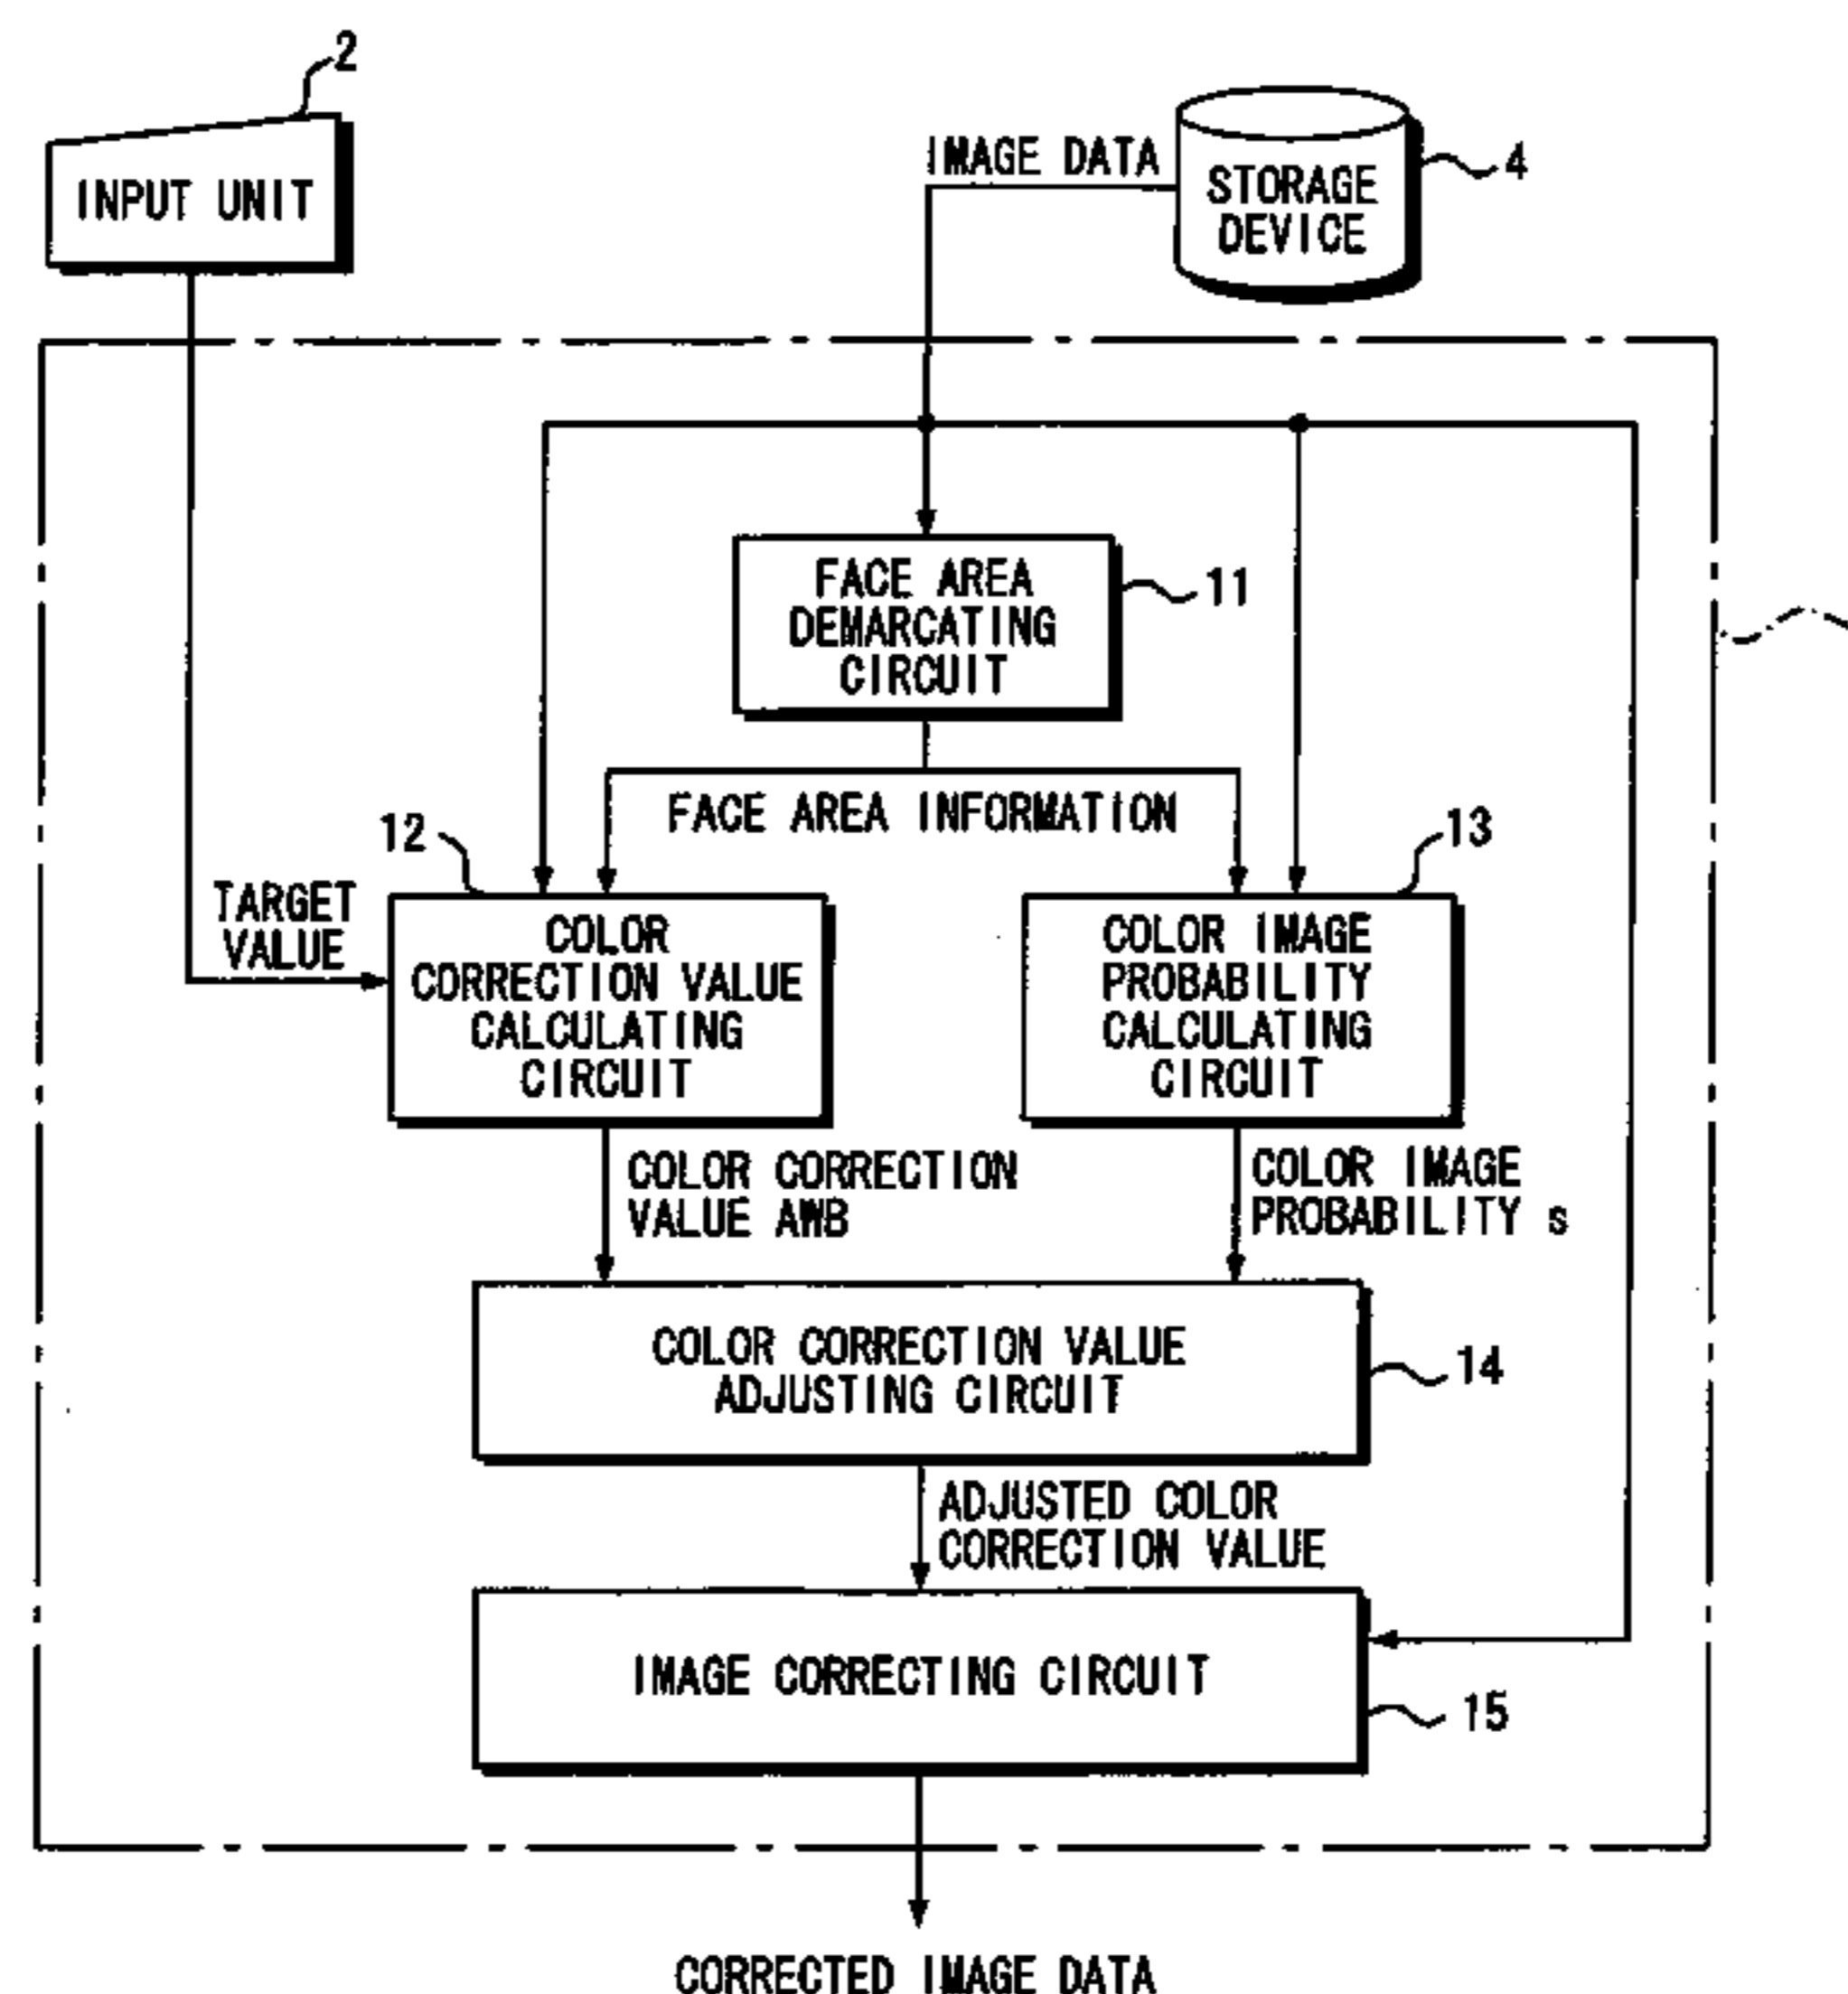 2
INPUT UNIT
IMAGE DATA
STORAGE
DEVICE
4
FACE AREA
DEMARCATING
CIRCUIT
11
FACE AREA INFORMATION
12
13
TARGET
VALUE
COLOR
CORRECTION VALUE
CALCULATING
CIRCUIT
COLOR IMAGE
PROBABILITY
CALCULATING
CIRCUIT
COLOR CORRECTION
VALUE AWB
COLOR IMAGE
PROBABILITY s
COLOR CORRECTION VALUE
ADJUSTING CIRCUIT
14
ADJUSTED COLOR
CORRECTION VALUE
IMAGE CORRECTING CIRCUIT
15
CORRECTED IMAGE DATA